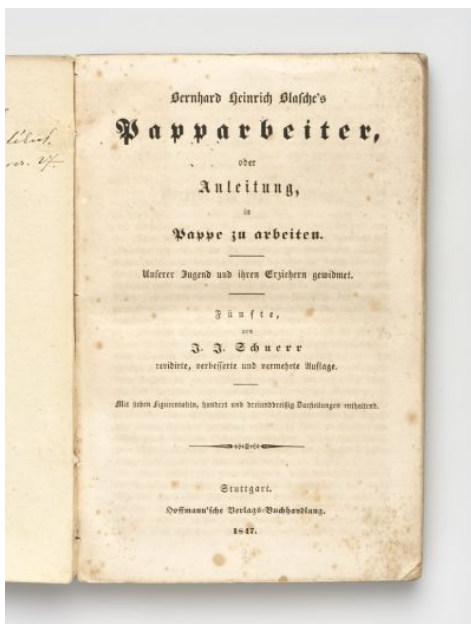 Bernhard Heinrich Blasche's
Papparbeiter,
oder
Anleitung,
in
Pappe zu arbeiten.
Unserer Jugend und ihren Erziehern gewidmet.
Fünfte,
von
J. J. Schnerr
revidirte, verbesserte und vermehrte Auflage.
Mit sieben Figurentafeln, hundert und dreiunddreißig Darstellungen enthaltend.
Stuttgart.
Hoffmann'sche Verlags-Buchhandlung.
1847.